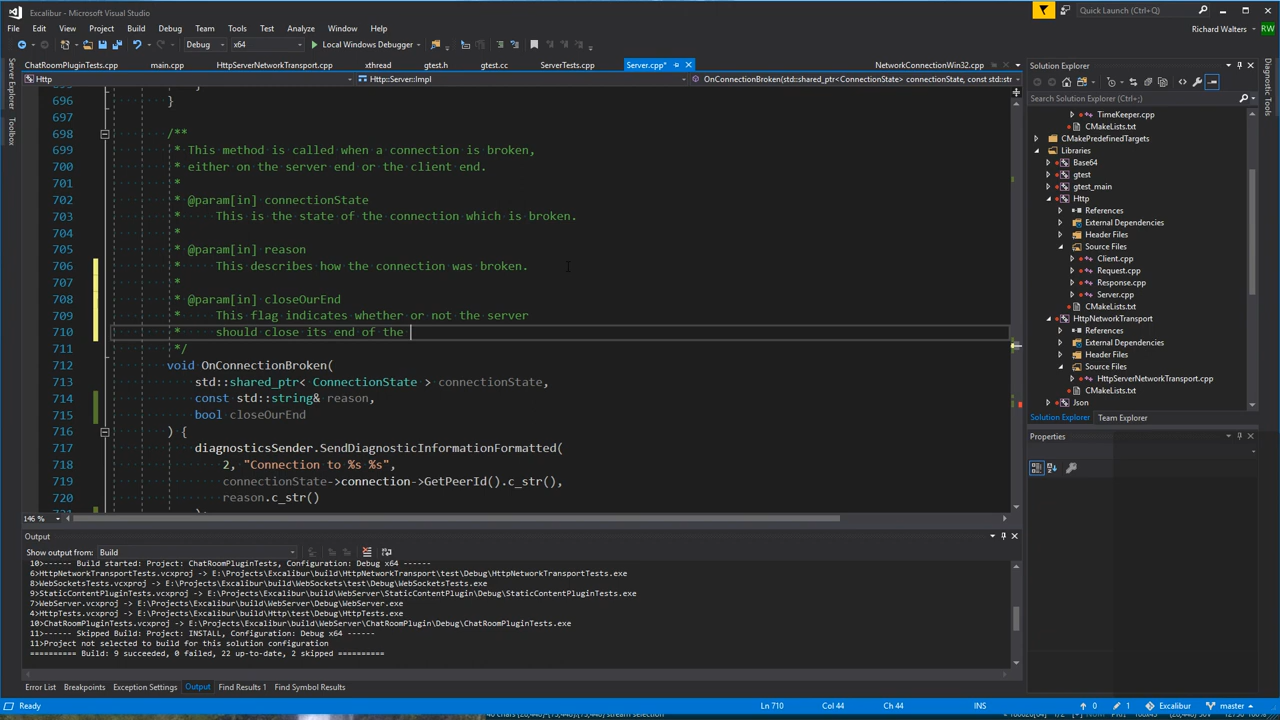 Excalibur - Microsoft Visual Studio
Quick Launch (Ctrl+Q)
File Edit View Project Build Debug Team Tools Test Analyze Window Help
Richard Walters RW
Debug x64 Local Windows Debugger
ChatRoomPluginTests.cpp main.cpp HttpServerNetworkTransport.cpp xthread gtest.h gtest.cc ServerTests.cpp Server.cpp* NetworkConnectionWin32.cpp
Solution Explorer
Server Explorer
Toolbox
Diagnostic Tools
Http Http::Server::Impl OnConnectionBroken(std::shared_ptr<ConnectionState> connectionState, const std::str
Search Solution Explorer (Ctrl+;)
696 }
697
698 /**
699 * This method is called when a connection is broken,
700 * either on the server end or the client end.
701 *
702 * @param[in] connectionState
703 * This is the state of the connection which is broken.
704 *
705 * @param[in] reason
706 * This describes how the connection was broken.
707 *
708 * @param[in] closeOurEnd
709 * This flag indicates whether or not the server
710 * should close its end of the
711 */
712 void OnConnectionBroken(
713 std::shared_ptr< ConnectionState > connectionState,
714 const std::string& reason,
715 bool closeOurEnd
716 ) {
717 diagnosticsSender.SendDiagnosticInformationFormatted(
718 2, "Connection to %s %s",
719 connectionState->connection->GetPeerId().c_str(),
720 reason.c_str()
146 %
TimeKeeper.cpp
CMakeLists.txt
CMakePredefinedTargets
Libraries
Base64
gtest
gtest_main
Http
References
External Dependencies
Header Files
Source Files
Client.cpp
Request.cpp
Response.cpp
Server.cpp
HttpNetworkTransport
References
External Dependencies
Header Files
Source Files
HttpServerNetworkTransport.cpp
CMakeLists.txt
Json
Solution Explorer Team Explorer
Properties
Output
Show output from: Build
10>------ Build started: Project: ChatRoomPluginTests, Configuration: Debug x64 ------
6>HttpNetworkTransportTests.vcxproj -> E:\Projects\Excalibur\build\HttpNetworkTransport\test\Debug\HttpNetworkTransportTests.exe
8>WebSocketsTests.vcxproj -> E:\Projects\Excalibur\build\WebSockets\test\Debug\WebSocketsTests.exe
9>StaticContentPluginTests.vcxproj -> E:\Projects\Excalibur\build\WebServer\StaticContentPlugin\Debug\StaticContentPluginTests.exe
7>WebServer.vcxproj -> E:\Projects\Excalibur\build\WebServer\Debug\WebServer.exe
4>HttpTests.vcxproj -> E:\Projects\Excalibur\build\Http\test\Debug\HttpTests.exe
10>ChatRoomPluginTests.vcxproj -> E:\Projects\Excalibur\build\WebServer\ChatRoomPlugin\Debug\ChatRoomPluginTests.exe
11>------ Skipped Build: Project: INSTALL, Configuration: Debug x64 ------
11>Project not selected to build for this solution configuration
========== Build: 9 succeeded, 0 failed, 22 up-to-date, 2 skipped ==========
Error List Breakpoints Exception Settings Output Find Results 1 Find Symbol Results
Ready Ln 710 Col 44 Ch 44 INS 0 1 Excalibur master